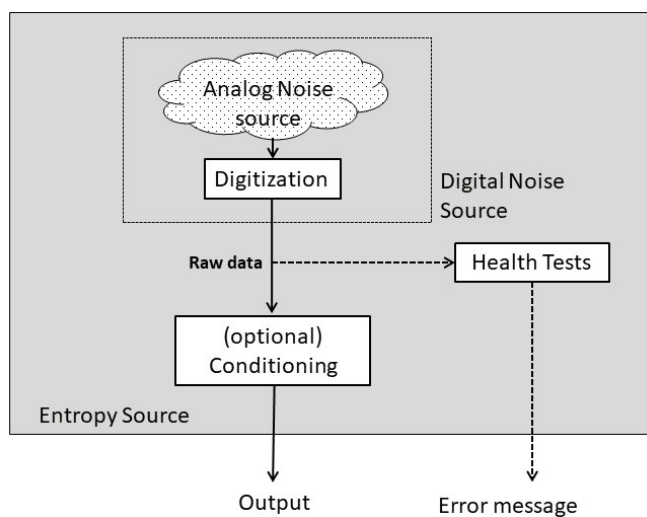 Analog Noise
source
Digitization
Digital Noise
Source
Raw data
Health Tests
(optional)
Conditioning
Entropy Source
Output
Error message